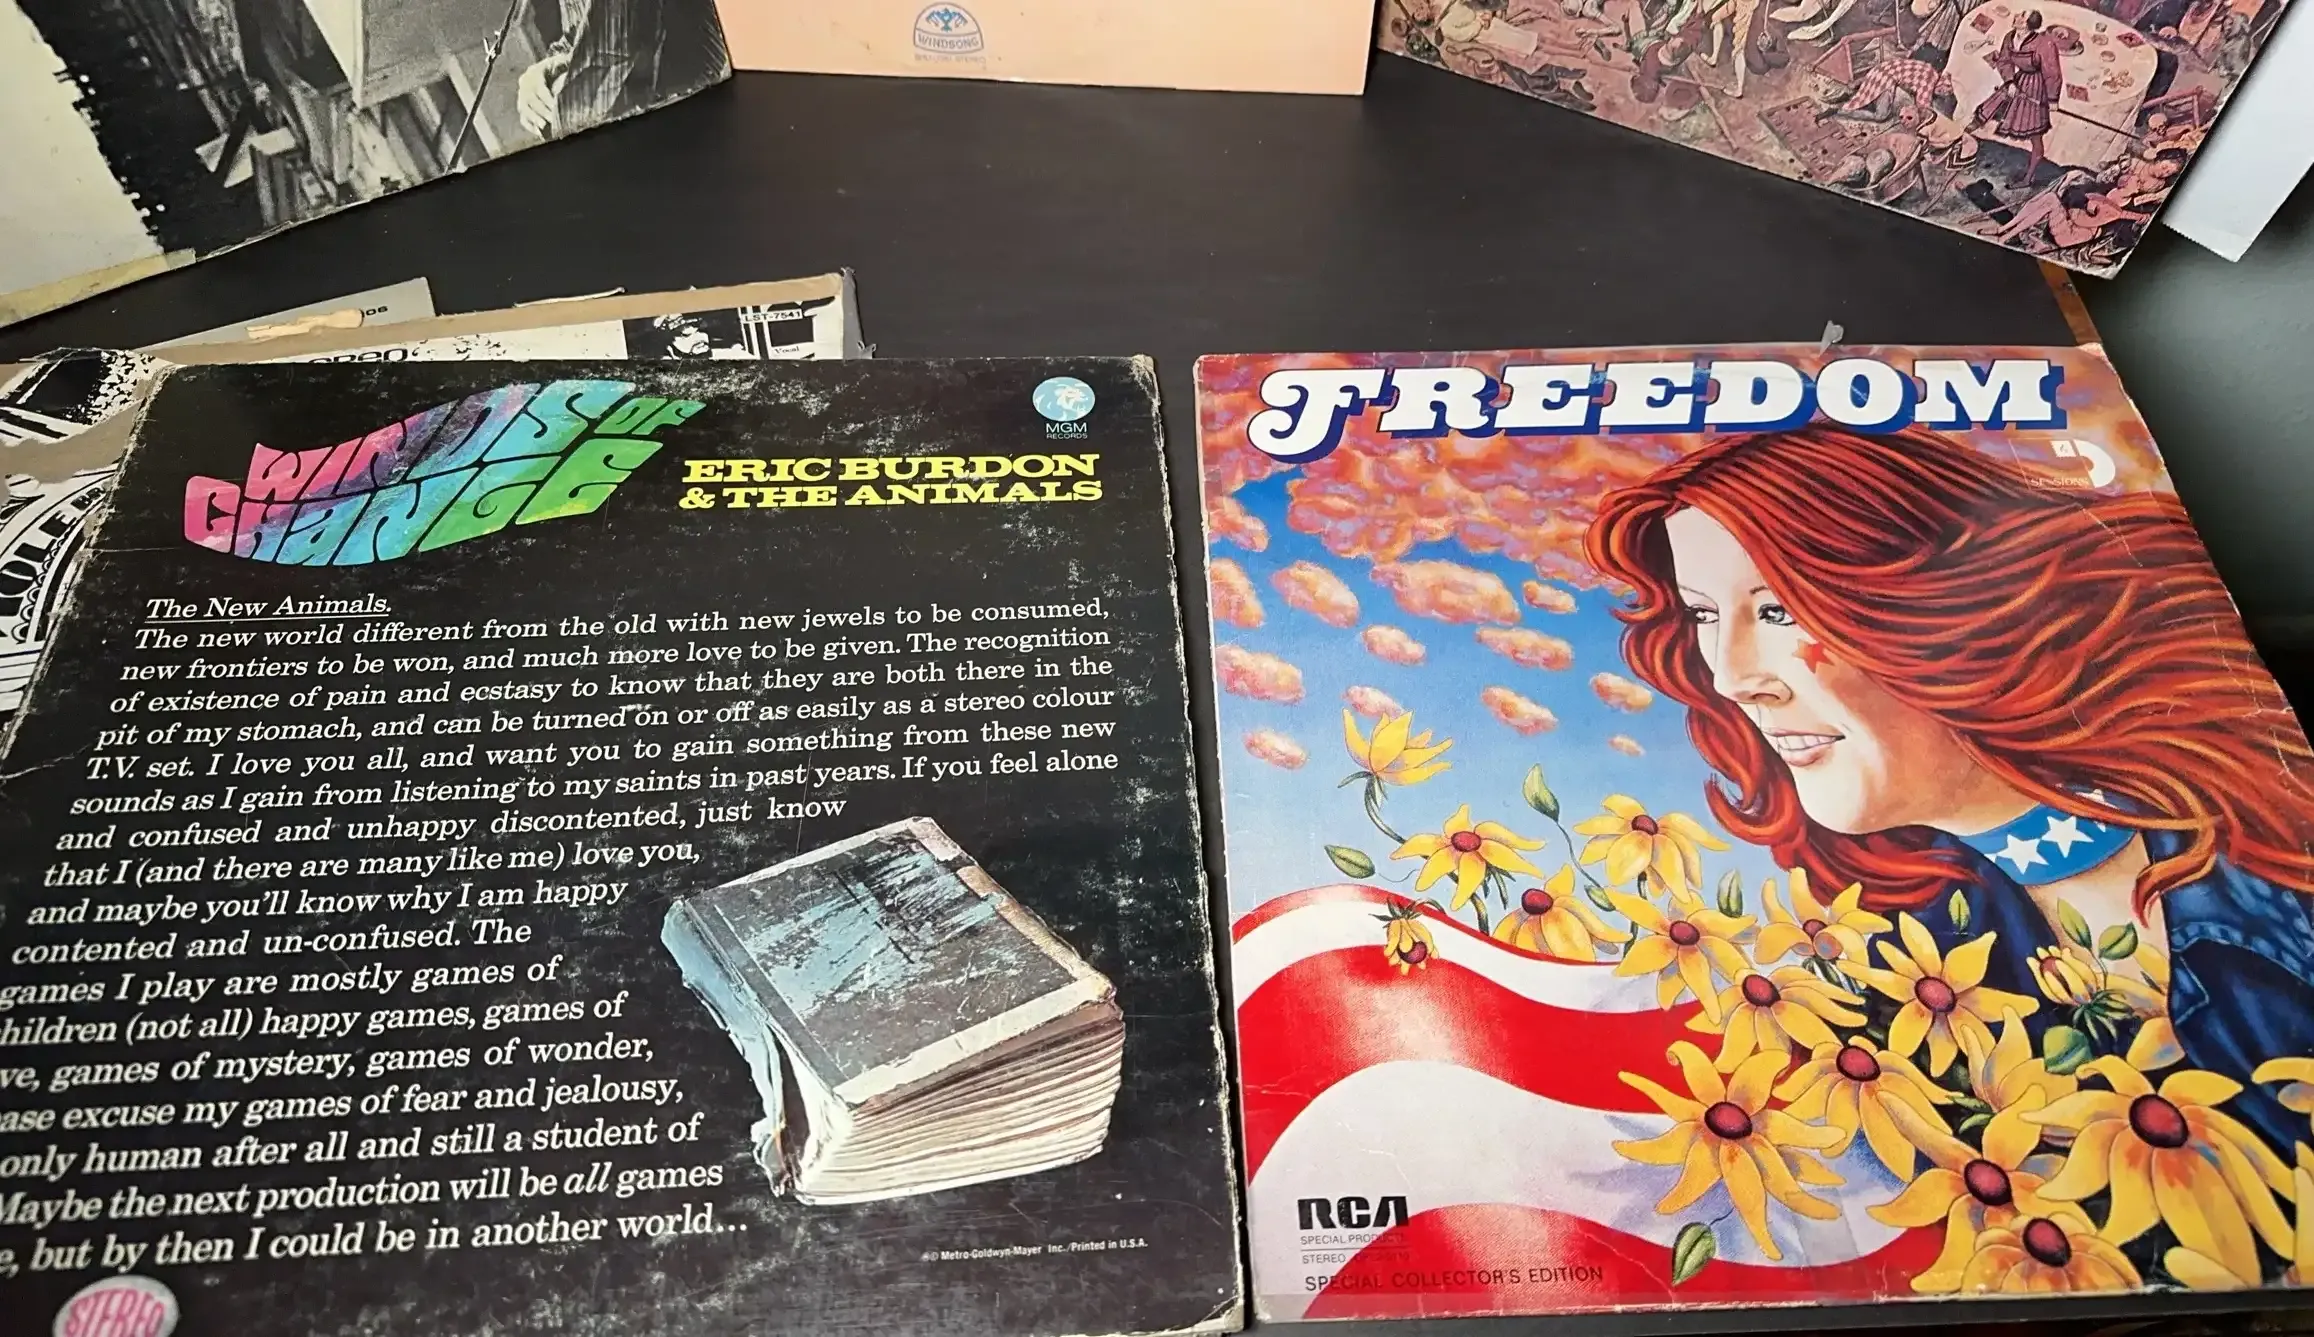 WINDSONG
LST-7541
Vocal
WINDS OF
CHANGE
MGM
RECORDS
ERIC BURDON
& THE ANIMALS
The New Animals.
The new world different from the old with new jewels to be consumed,
new frontiers to be won, and much more love to be given. The recognition
of existence of pain and ecstasy to know that they are both there in the
pit of my stomach, and can be turned on or off as easily as a stereo colour
T.V. set. I love you all, and want you to gain something from these new
sounds as I gain from listening to my saints in past years. If you feel alone
and confused and unhappy discontented, just know
that I (and there are many like me) love you,
and maybe you'll know why I am happy
contented and un-confused. The
games I play are mostly games of
hildren (not all) happy games, games of
ve, games of mystery, games of wonder,
ase excuse my games of fear and jealousy,
only human after all and still a student of
Maybe the next production will be all games
e, but by then I could be in another world...
Metro-Goldwyn-Mayer Inc./Printed in U.S.A.
STEREO
FREEDOM
SESSIONS
RCA
SPECIAL PRODUCTS
STEREO
SPECIAL COLLECTOR'S EDITION